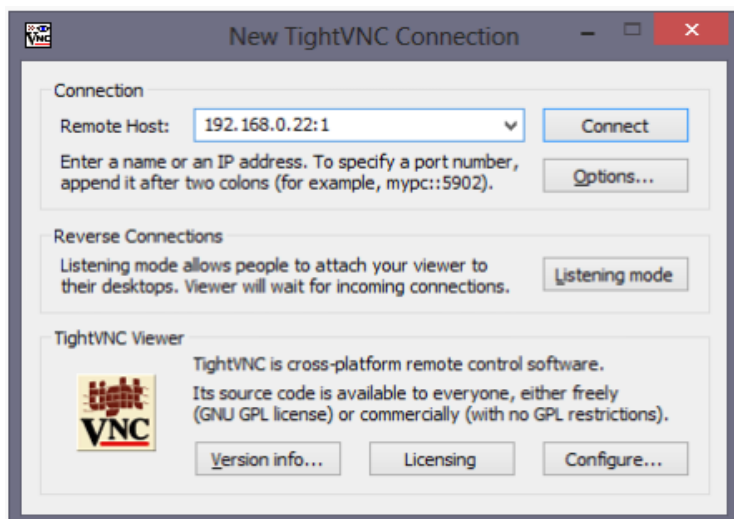 New TightVNC Connection
Connection
Remote Host: 192.168.0.22:1 Connect
Enter a name or an IP address. To specify a port number,
append it after two colons (for example, mypc::5902). Options...
Reverse Connections
Listening mode allows people to attach your viewer to
their desktops. Viewer will wait for incoming connections. Listening mode
TightVNC Viewer
TightVNC is cross-platform remote control software.
Its source code is available to everyone, either freely
(GNU GPL license) or commercially (with no GPL restrictions).
tight
VNC
Version info... Licensing Configure...